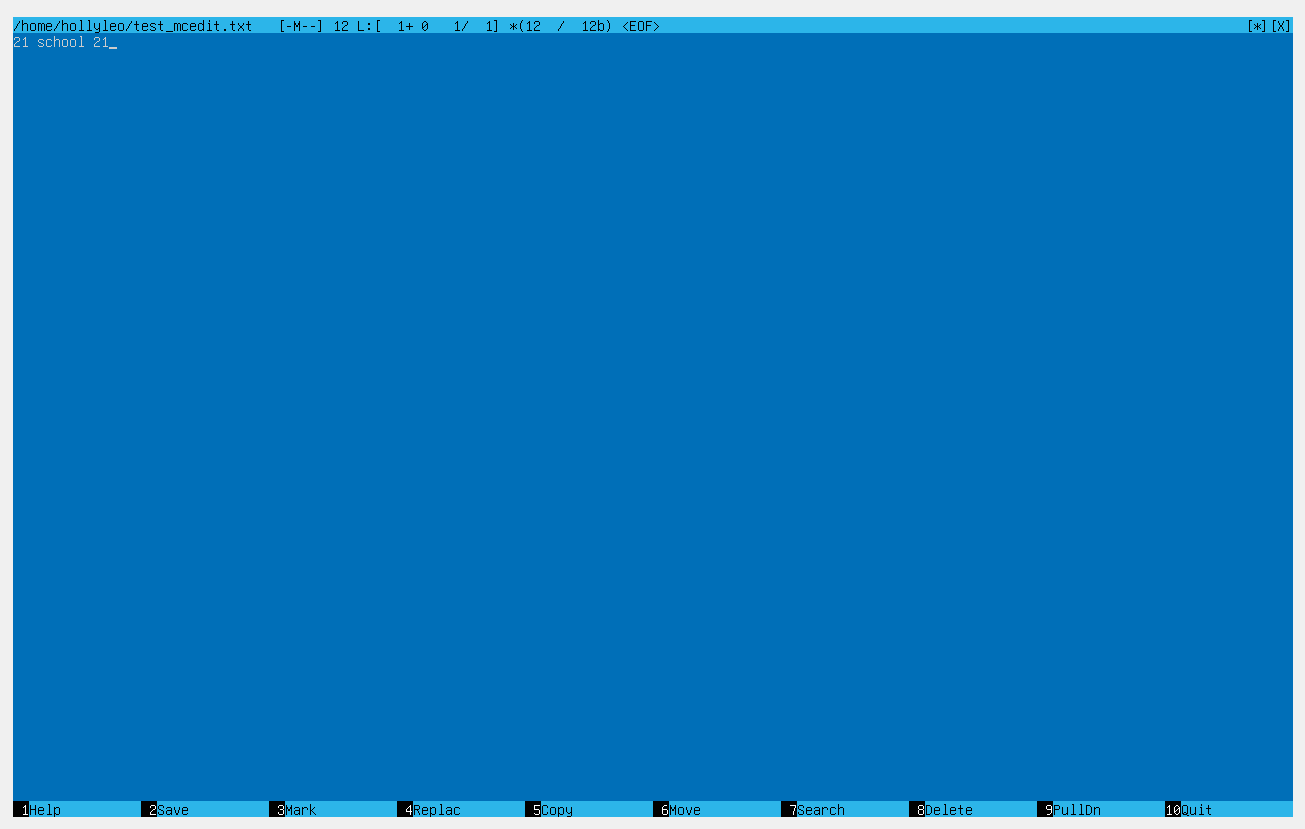 /home/hollyleo/test_mcedit.txt   [-M--] 12 L:[  1+ 0   1/  1] *(12  /  12b) <EOF>   [*][X]
21 school 21_
1Help 2Save 3Mark 4Replac 5Copy 6Move 7Search 8Delete 9PullDn 10Quit